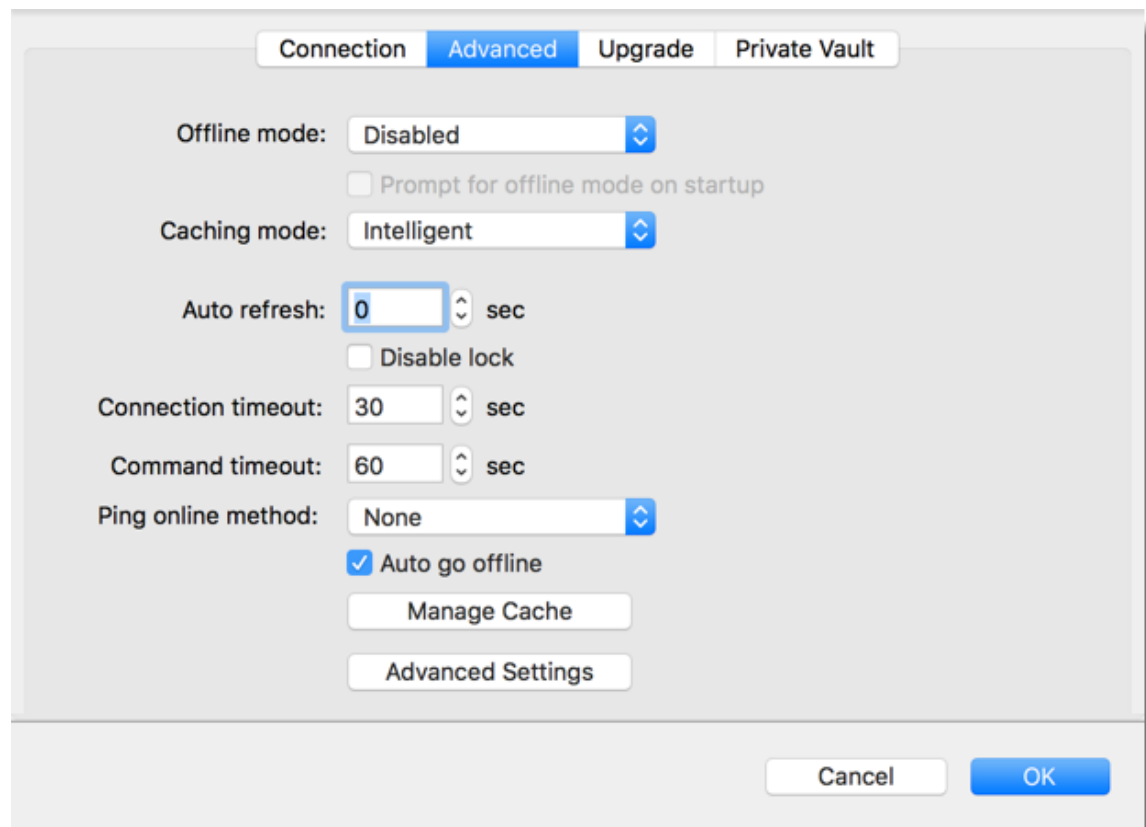 Connection Advanced Upgrade Private Vault
Offline mode: Disabled
Prompt for offline mode on startup
Caching mode: Intelligent
Auto refresh: 0 sec
Disable lock
Connection timeout: 30 sec
Command timeout: 60 sec
Ping online method: None
Auto go offline
Manage Cache
Advanced Settings
Cancel OK